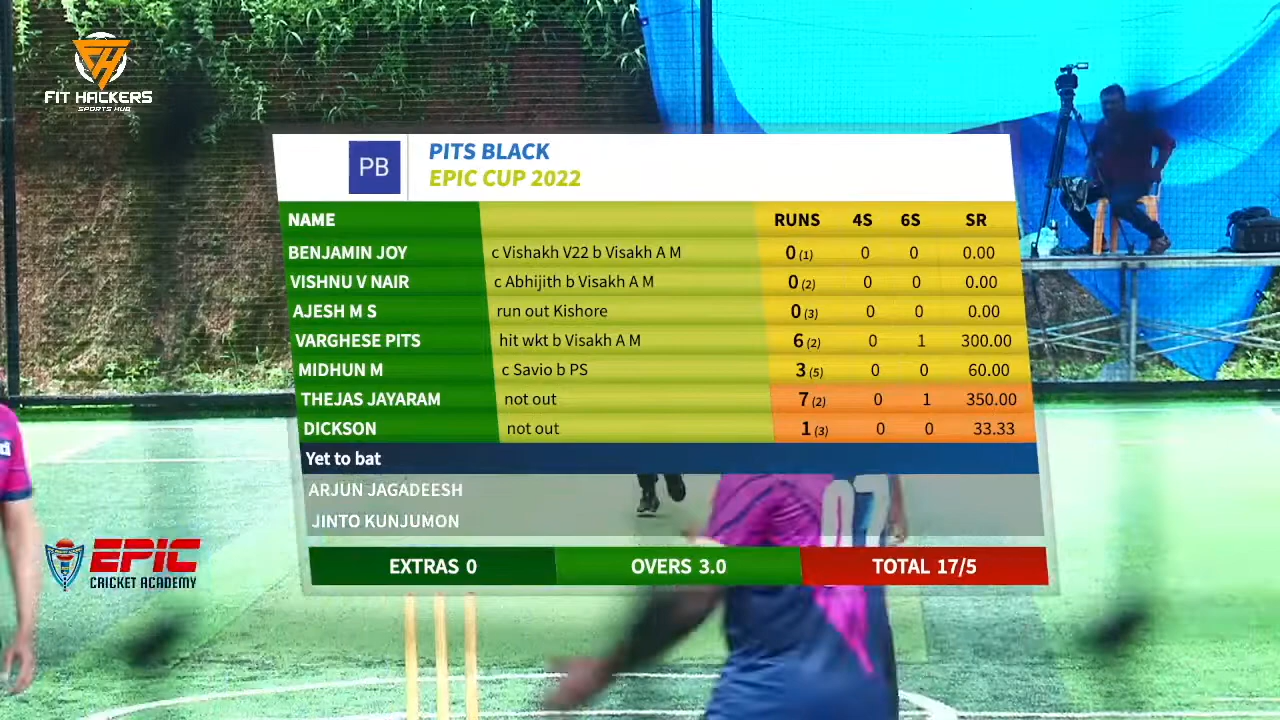 FIT HACKERS
SPORTS HUB
PB
PITS BLACK
EPIC CUP 2022
NAME RUNS 4S 6S SR
BENJAMIN JOY c Vishakh V22 b Visakh A M 0 (1) 0 0 0.00
VISHNU V NAIR c Abhijith b Visakh A M 0 (2) 0 0 0.00
AJESH M S run out Kishore 0 (3) 0 0 0.00
VARGHESE PITS hit wkt b Visakh A M 6 (2) 0 1 300.00
MIDHUN M c Savio b PS 3 (5) 0 0 60.00
THEJAS JAYARAM not out 7 (2) 0 1 350.00
DICKSON not out 1 (3) 0 0 33.33
Yet to bat
ARJUN JAGADEESH
JINTO KUNJUMON
EXTRAS 0 OVERS 3.0 TOTAL 17/5
EPIC
CRICKET ACADEMY